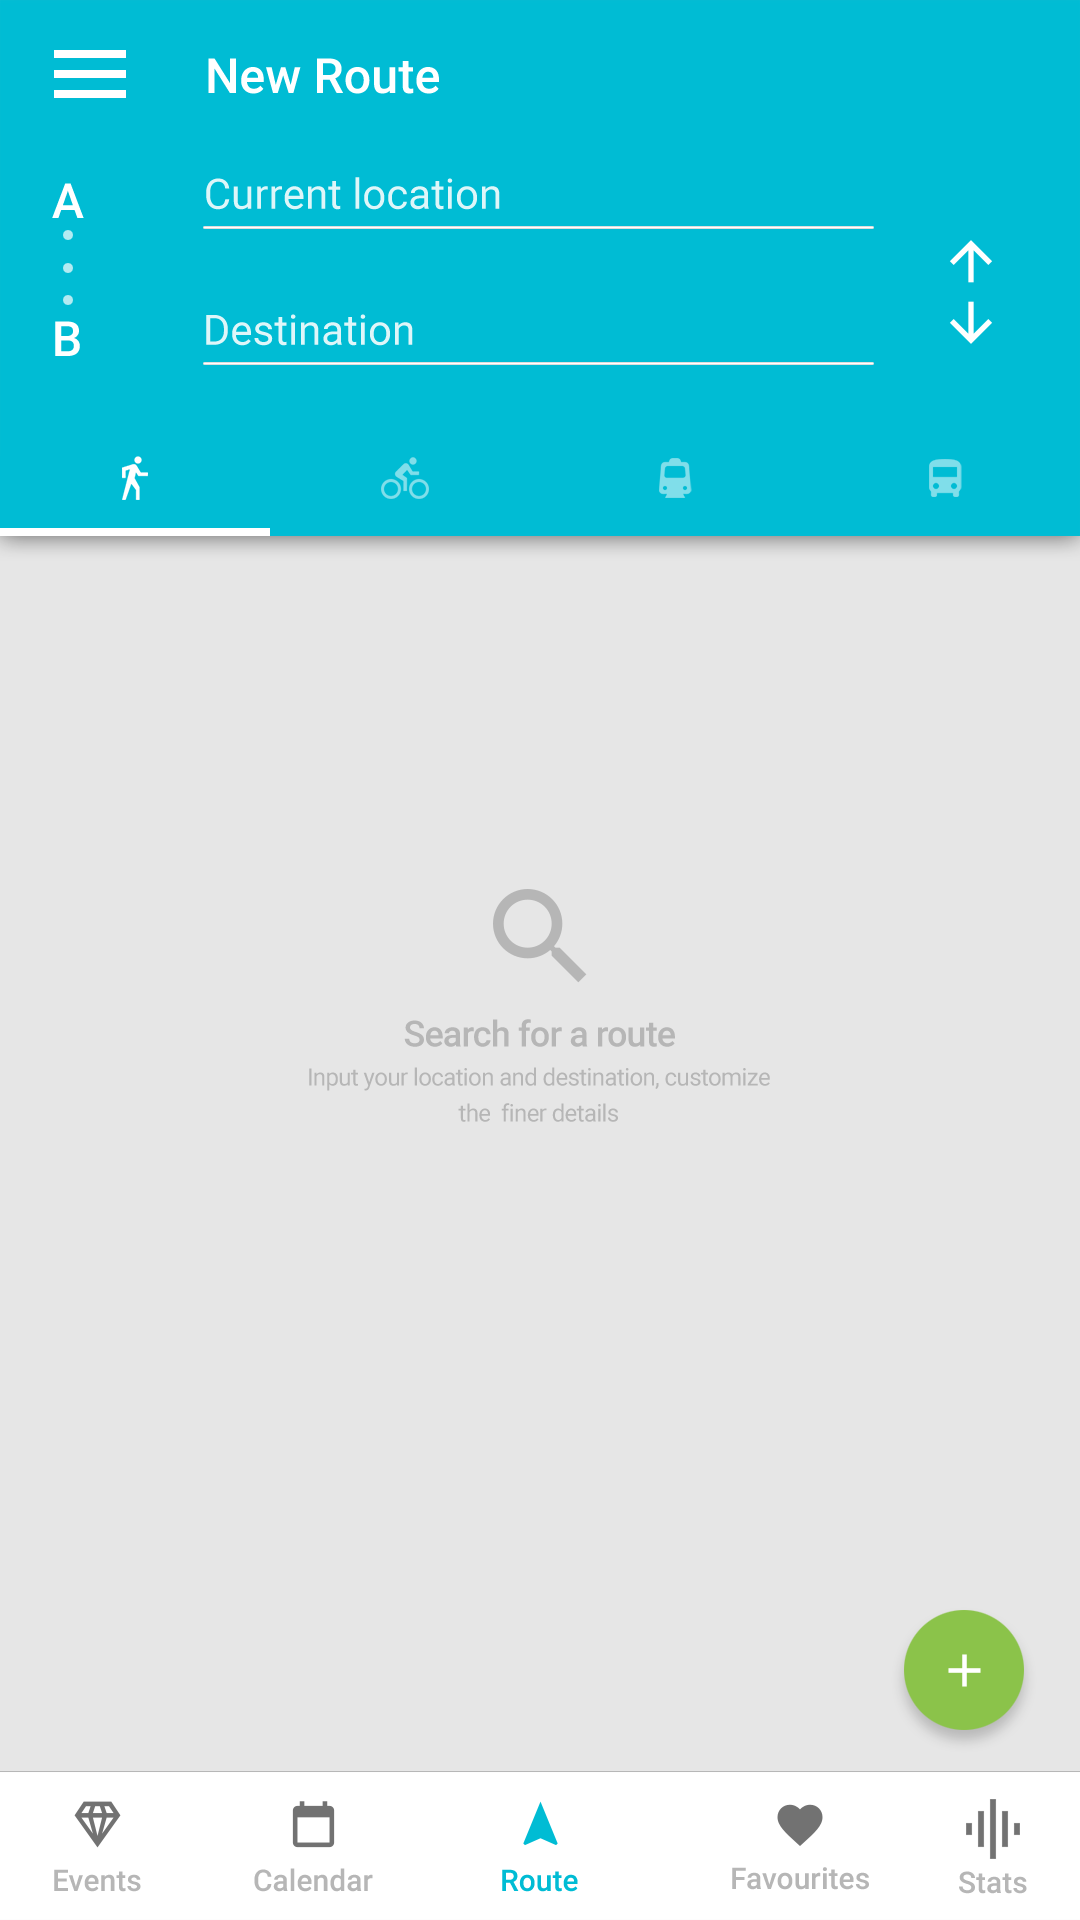 New Route
A
Current location
B
Destination
Search for a route
Input your location and destination, customize
the finer details
Events
Calendar
Route
Favourites
Stats